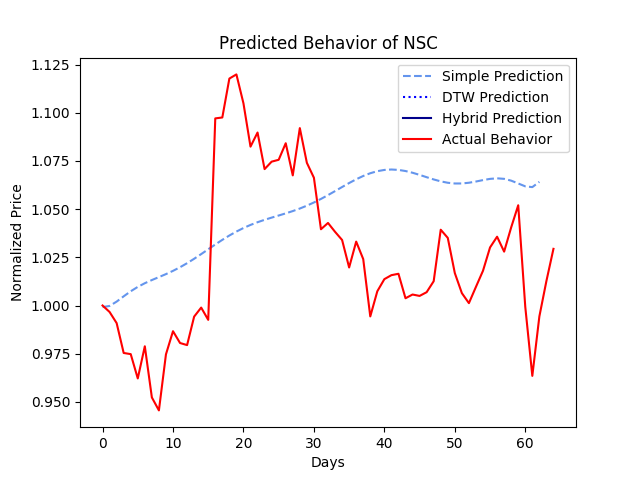 Predicted Behavior of NSC
1.125
1.100
1.075
1.050
1.025
1.000
0.975
0.950
Normalized Price
Simple Prediction
DTW Prediction
Hybrid Prediction
Actual Behavior
0 10 20 30 40 50 60
Days